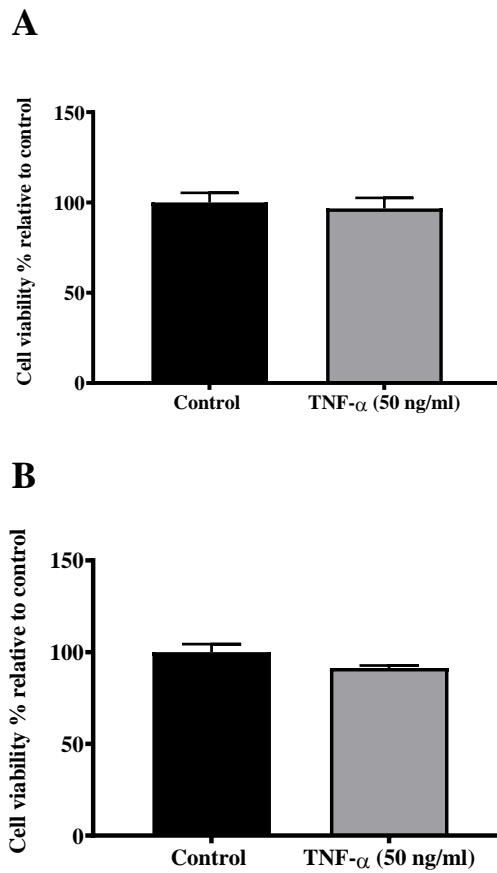 A
Cell viability % relative to control
150
100
50
0
Control
TNF-α (50 ng/ml)
B
Cell viability % relative to control
150
100
50
0
Control
TNF-α (50 ng/ml)